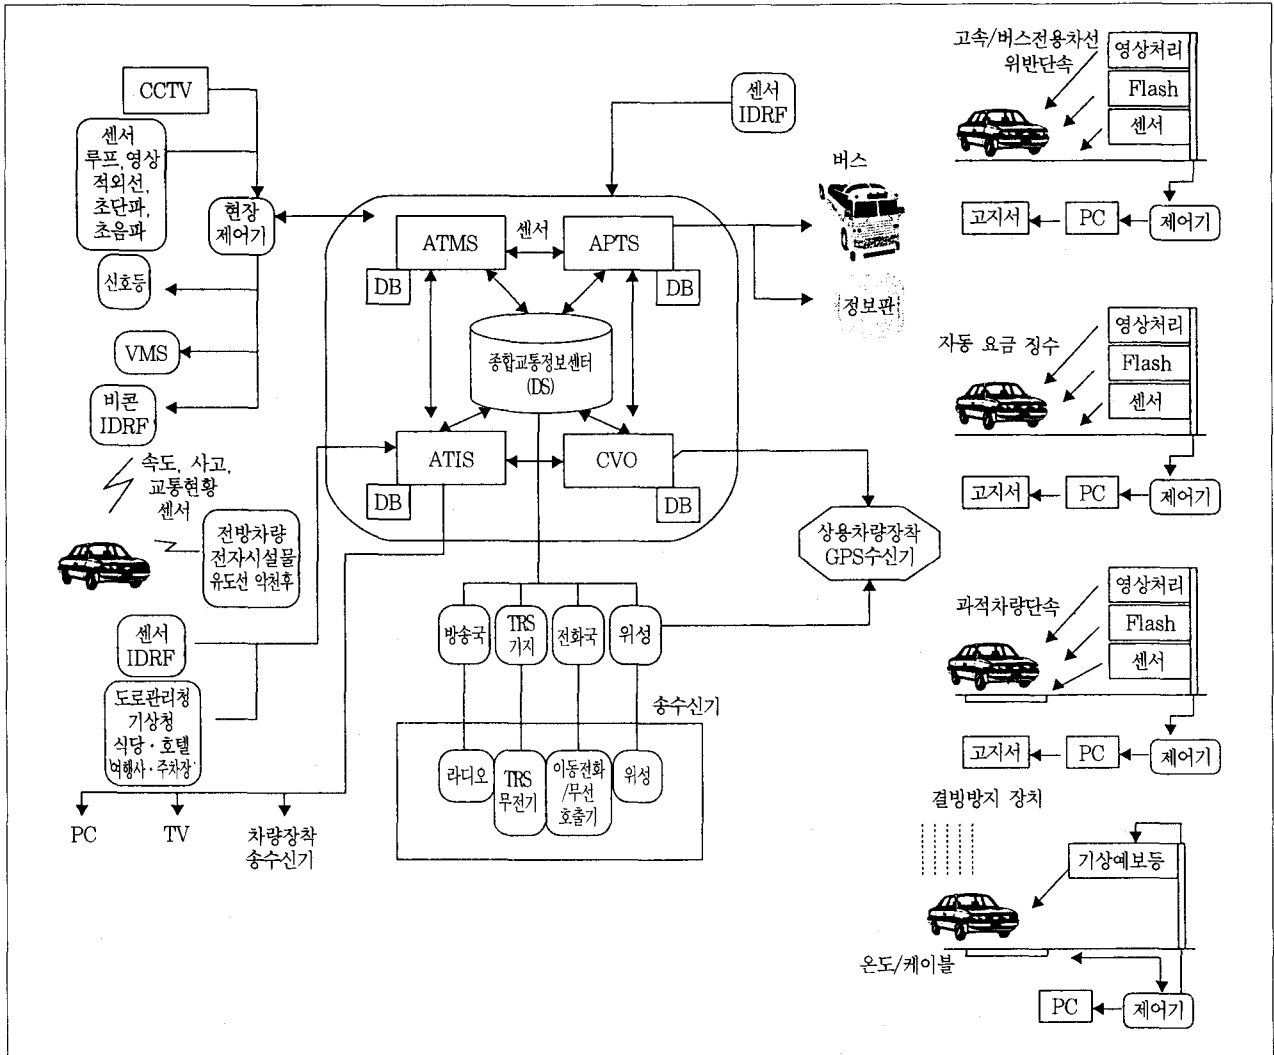 CCTV
센서
루프,영상
적외선,
초단파,
초음파
현장
제어기
신호등
VMS
비콘
IDRF
속도, 사고,
교통현황
센서
전방차량
전자시설물
유도선 악천후
센서
IDRF
도로관리청
기상청
식당·호텔
여행사·주차장
PC
TV
차량장착
송수신기
센서
IDRF
ATMS
센서
APTS
DB
DB
종합교통정보센터
(DS)
ATIS
CVO
DB
DB
버스
정보판
상용차량장착
GPS수신기
방송국
TRS
기지
전화국
위성
송수신기
라디오
TRS
무전기
이동전화
/무선
호출기
위성
고속/버스전용차선
위반단속
영상처리
Flash
센서
고지서
PC
제어기
자동 요금 징수
영상처리
Flash
센서
고지서
PC
제어기
과적차량단속
영상처리
Flash
센서
고지서
PC
제어기
결빙방지 장치
기상예보등
온도/케이블
PC
제어기